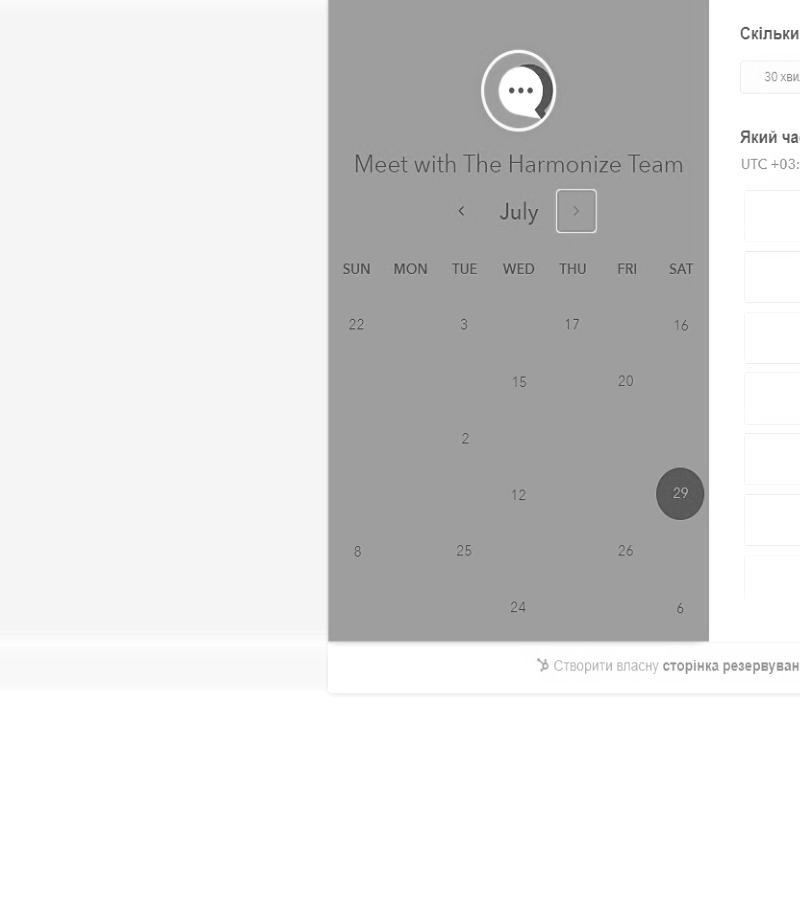 Meet with The Harmonize Team
July
SUN MON TUE WED THU FRI SAT
22 3 17 16
15 20
2
12 29
8 25 26
24 6
Скільки
30 хви
Який ча
UTC +03:
Створити власну сторінка резервуван